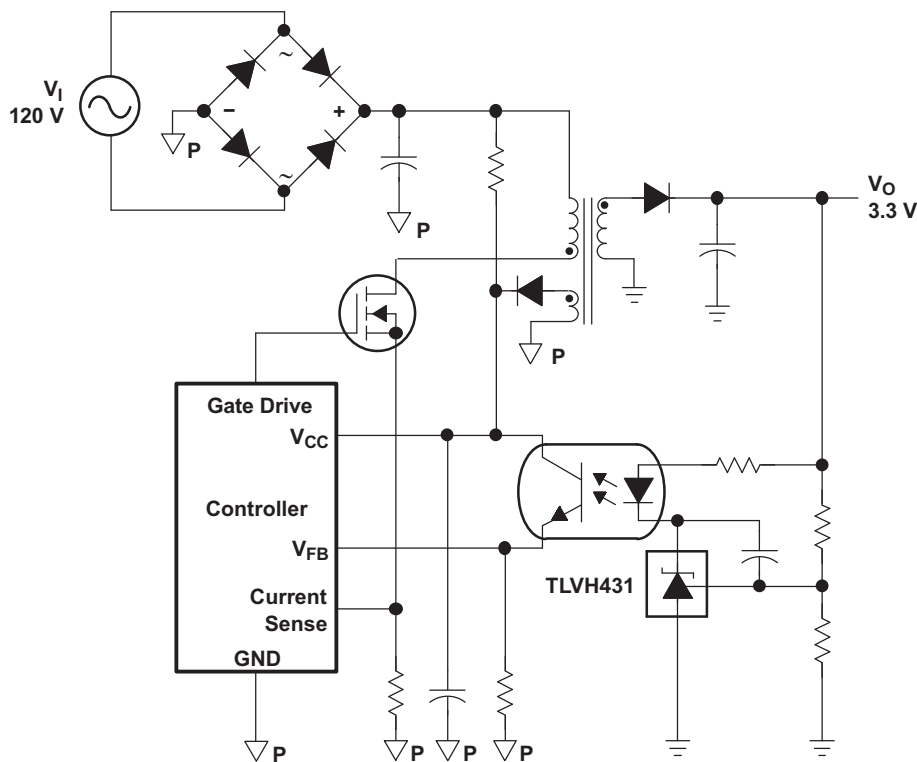 V_I
120 V
~
−
+
~
P
P
V_O
3.3 V
P
Gate Drive
V_CC
Controller
V_FB
Current
Sense
GND
TLVH431
P
P
P
P